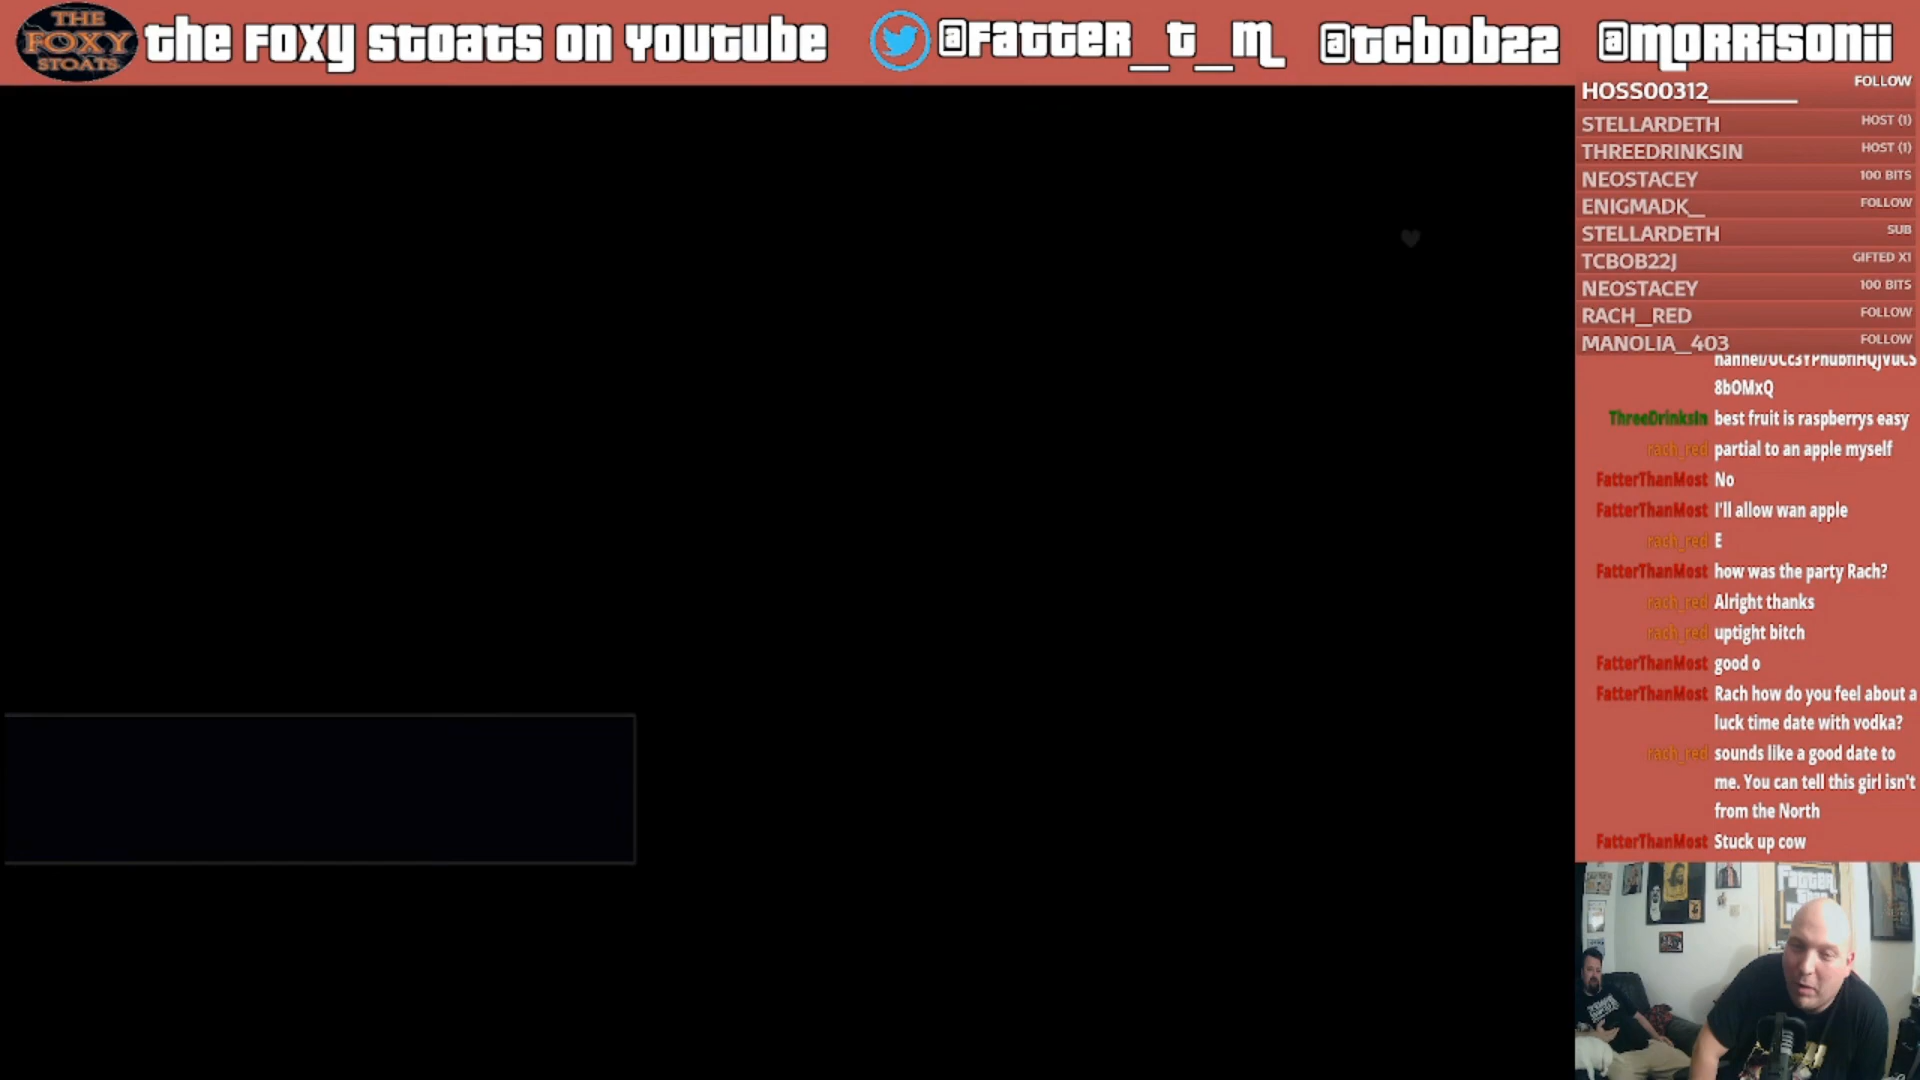 THE
FOXY
STOATS
the Foxy Stoats on Youtube
@Fatter_t_m
@tcbob22
@morrisonii
HOSS00312_______ FOLLOW
STELLARDETH HOST (1)
THREEDRINKSIN HOST (1)
NEOSTACEY 100 BITS
ENIGMADK_ FOLLOW
STELLARDETH SUB
TCBOB22J GIFTED X1
NEOSTACEY 100 BITS
RACH_RED FOLLOW
MANOLIA_403 FOLLOW
8bOMxQ
ThreeDrinksIn best fruit is raspberrys easy
rach_red partial to an apple myself
FatterThanMost No
FatterThanMost I'll allow wan apple
rach_red E
FatterThanMost how was the party Rach?
rach_red Alright thanks
rach_red uptight bitch
FatterThanMost good o
FatterThanMost Rach how do you feel about a
luck time date with vodka?
rach_red sounds like a good date to
me. You can tell this girl isn't
from the North
FatterThanMost Stuck up cow